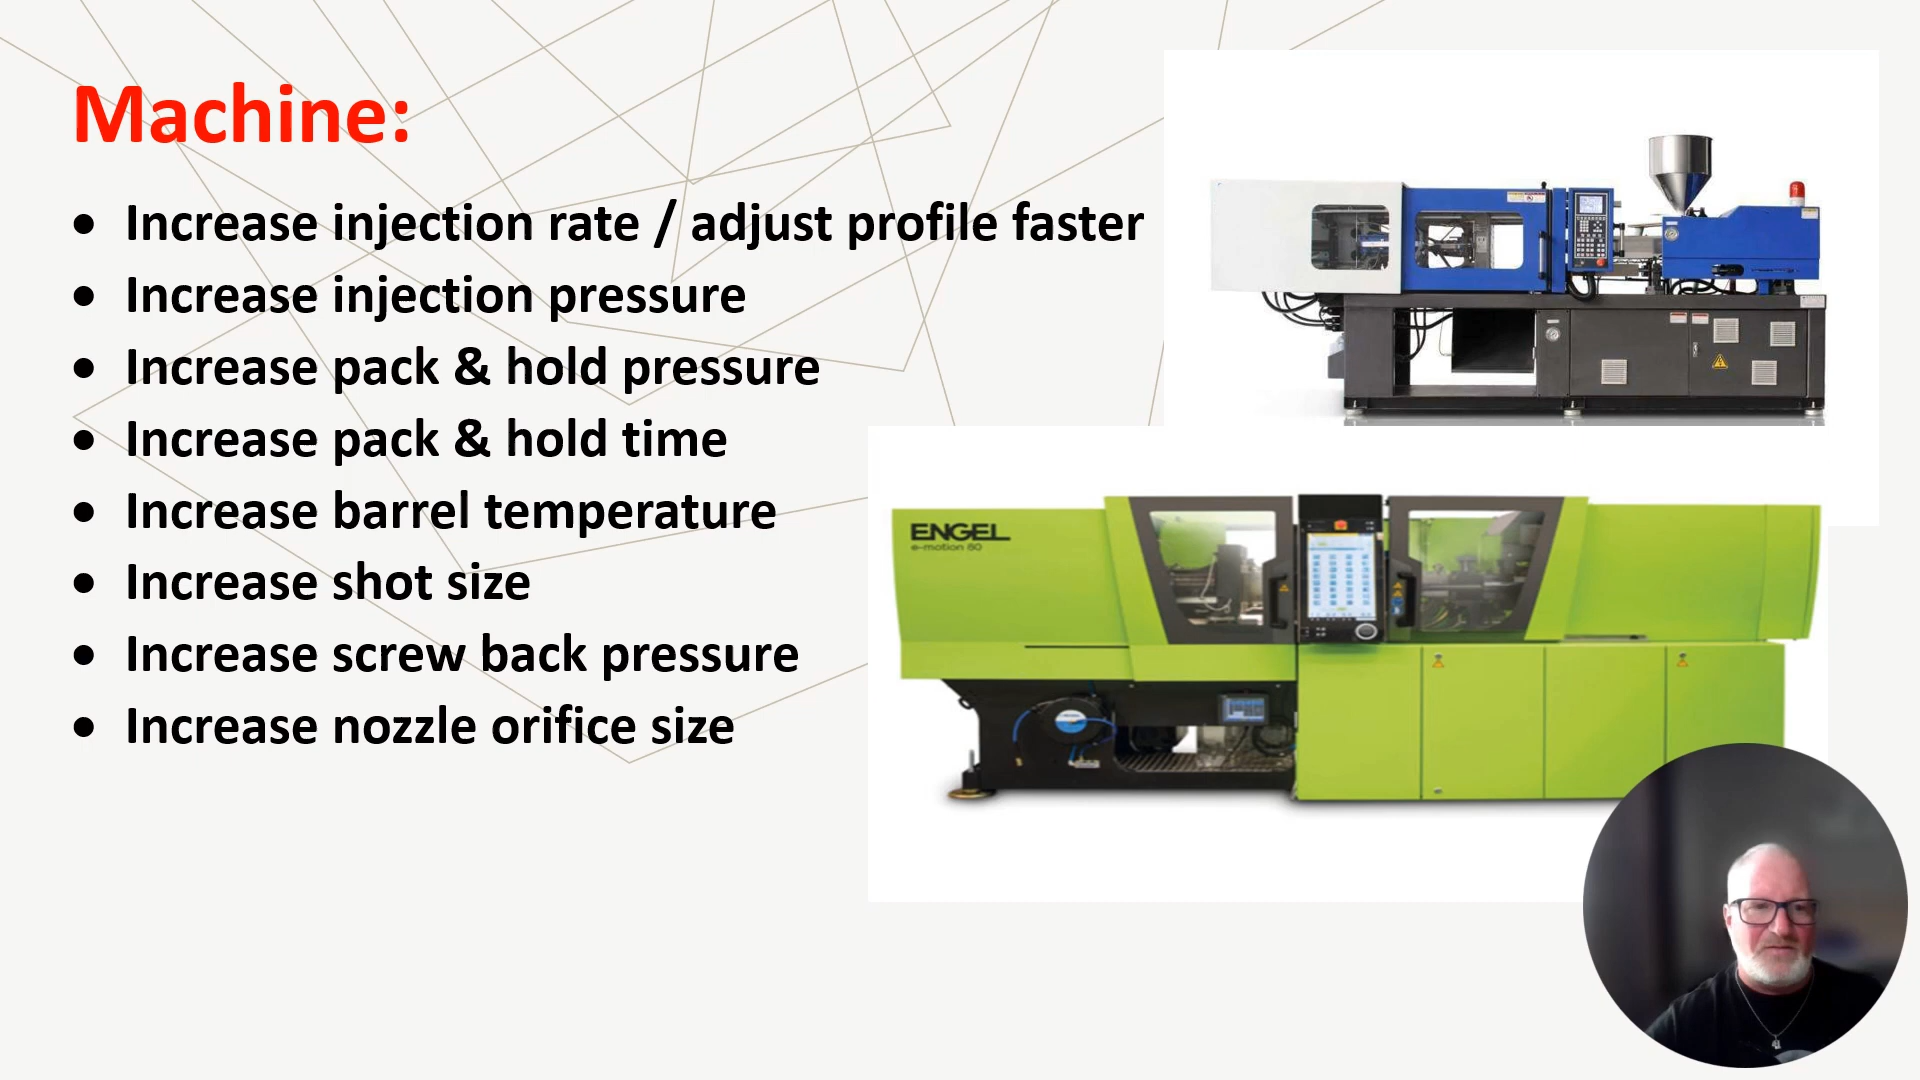 Machine:
• Increase injection rate / adjust profile faster
• Increase injection pressure
• Increase pack & hold pressure
• Increase pack & hold time
• Increase barrel temperature
• Increase shot size
• Increase screw back pressure
• Increase nozzle orifice size
ENGEL
e-motion 80